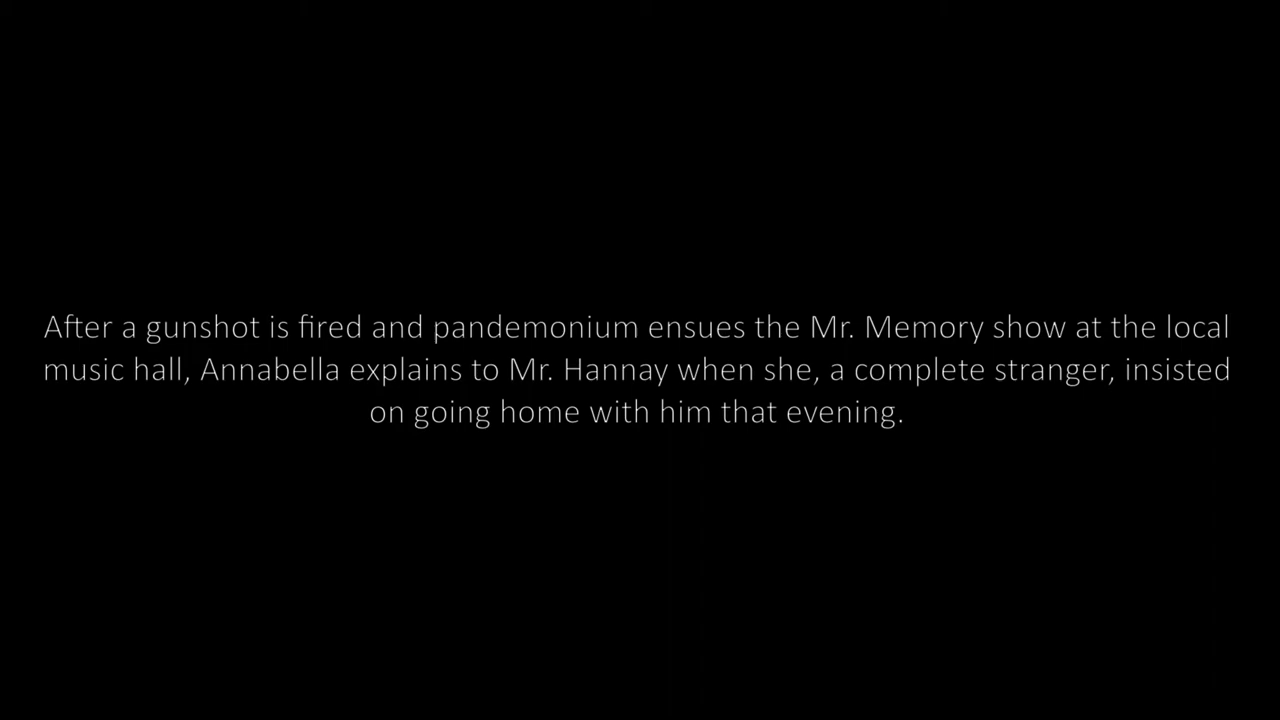 After a gunshot is fired and pandemonium ensues the Mr. Memory show at the local
music hall, Annabella explains to Mr. Hannay when she, a complete stranger, insisted
on going home with him that evening.